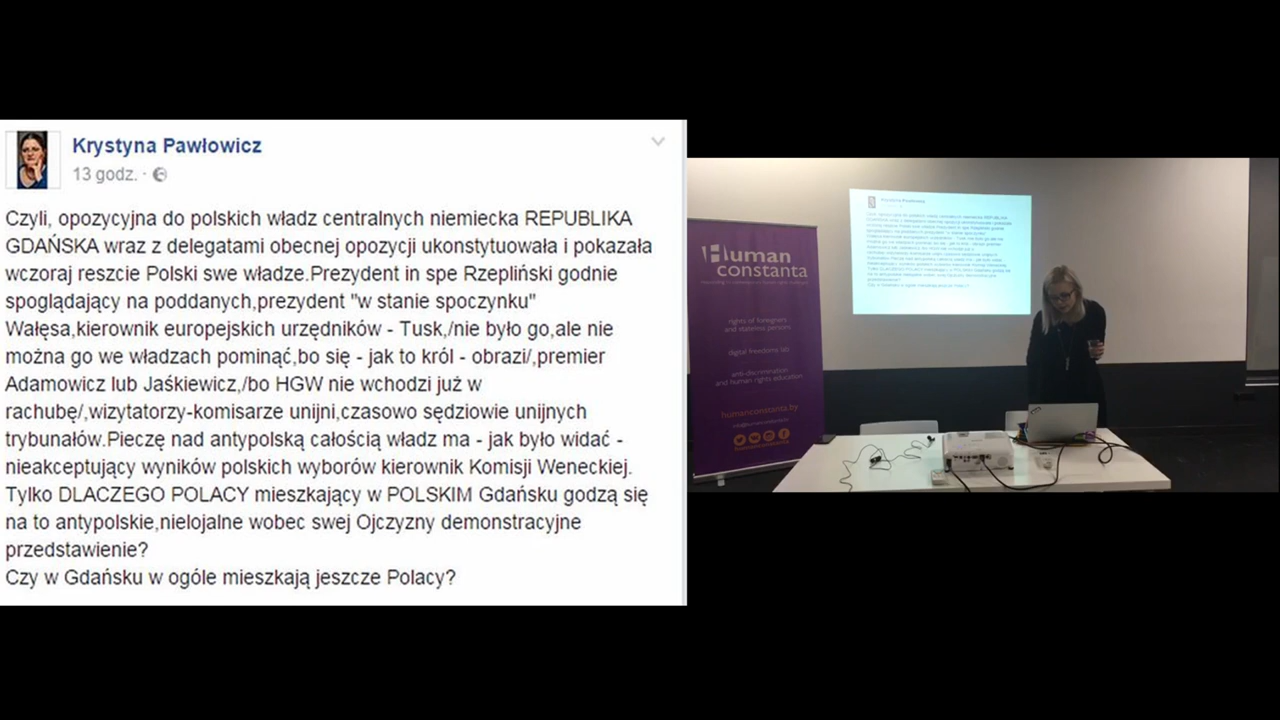 Krystyna Pawłowicz
13 godz. ·
Czyli, opozycyjna do polskich władz centralnych niemiecka REPUBLIKA
GDAŃSKA wraz z delegatami obecnej opozycji ukonstytuowała i pokazała
wczoraj reszcie Polski swe władze.Prezydent in spe Rzepliński godnie
spoglądający na poddanych,prezydent "w stanie spoczynku"
Wałęsa,kierownik europejskich urzędników - Tusk,/nie było go,ale nie
można go we władzach pominąć,bo się - jak to król - obrazi/,premier
Adamowicz lub Jaśkiewicz,/bo HGW nie wchodzi już w
rachubę/,wizytatorzy-komisarze unijni,czasowo sędziowie unijnych
trybunałów.Pieczę nad antypolską całością władz ma - jak było widać -
nieakceptujący wyników polskich wyborów kierownik Komisji Weneckiej.
Tylko DLACZEGO POLACY mieszkający w POLSKIM Gdańsku godzą się
na to antypolskie,nielojalne wobec swej Ojczyzny demonstracyjne
przedstawienie?
Czy w Gdańsku w ogóle mieszkają jeszcze Polacy?
Human
constanta
rights of foreigners
and stateless persons
digital freedoms lab
anti-discrimination
and human rights education
humanconstanta.by
Krystyna Pawłowicz